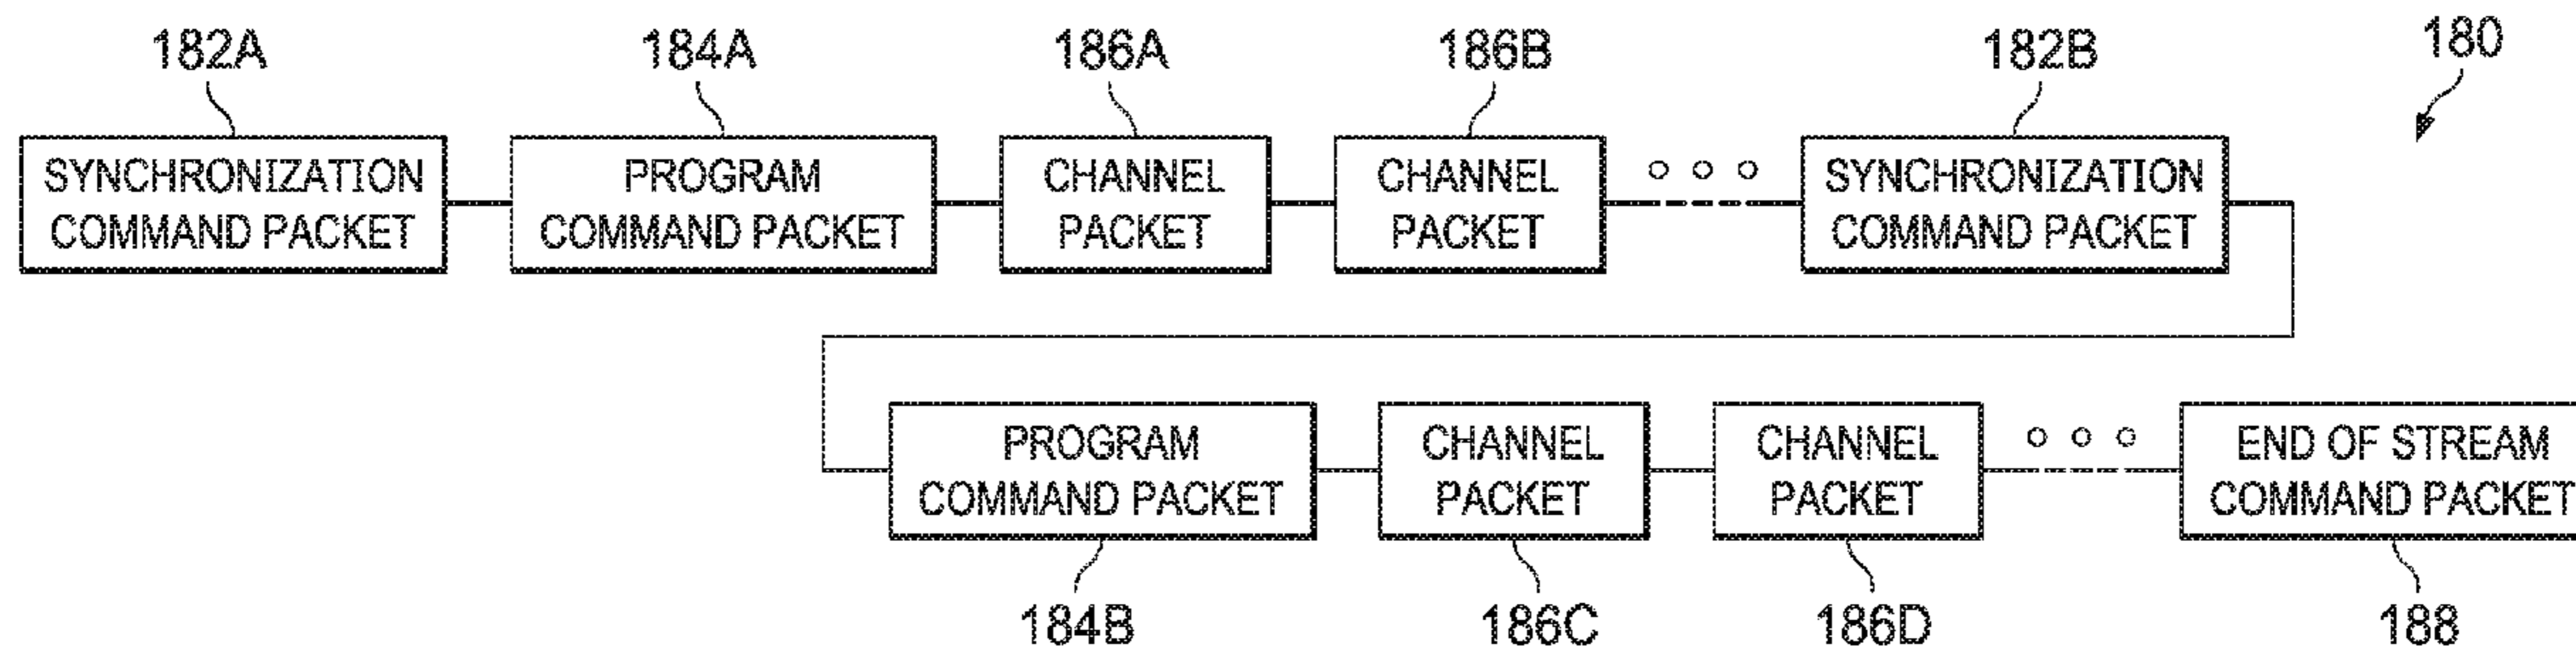 182A 184A 186A 186B 182B 180
SYNCHRONIZATION COMMAND PACKET
PROGRAM COMMAND PACKET
CHANNEL PACKET
CHANNEL PACKET
SYNCHRONIZATION COMMAND PACKET
PROGRAM COMMAND PACKET
CHANNEL PACKET
CHANNEL PACKET
END OF STREAM COMMAND PACKET
184B 186C 186D 188